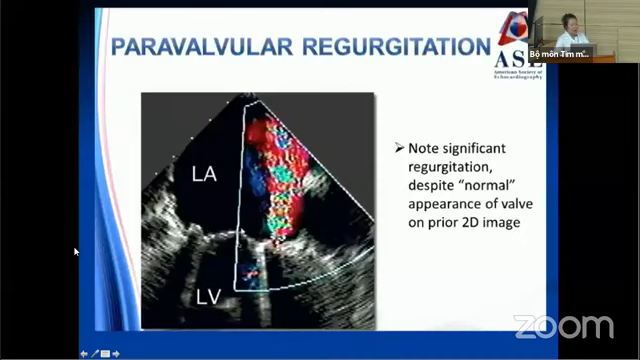 PARAVALVULAR REGURGITATION
ASE
American Society of
Echocardiography
Bộ môn Tim m...
LA
LV
➢ Note significant
regurgitation,
despite “normal”
appearance of valve
on prior 2D image
zoom